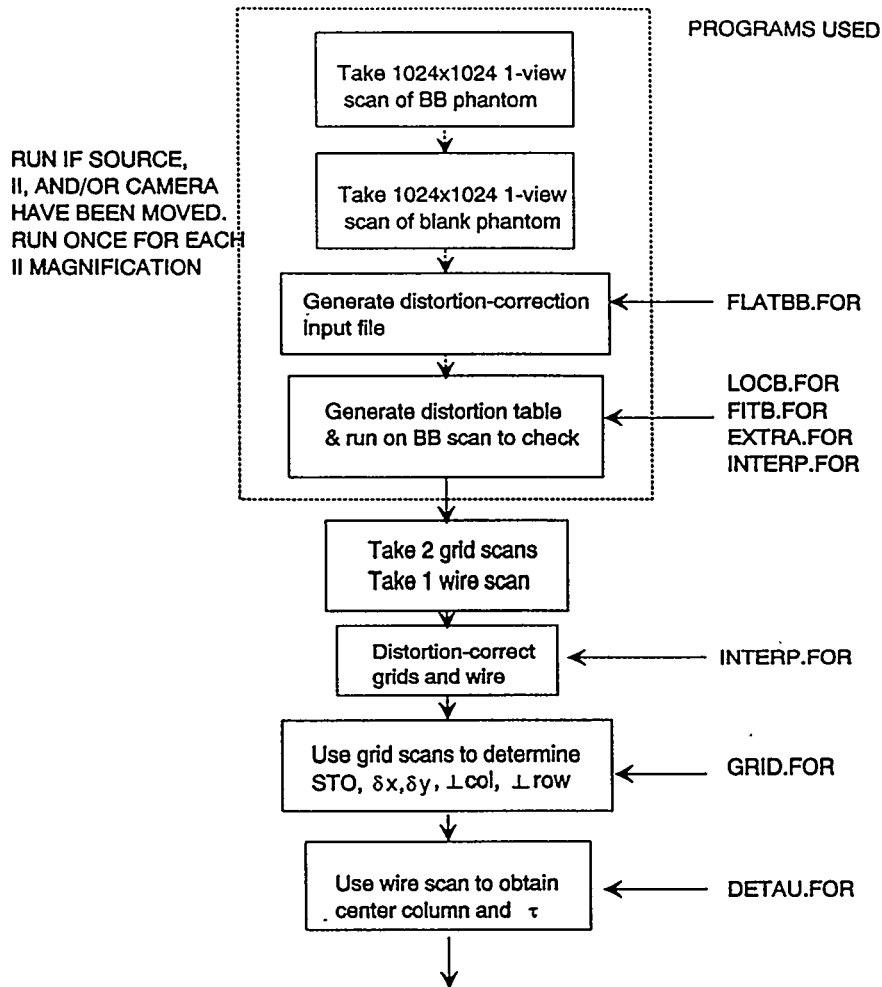 PROGRAMS USED
Take 1024x1024 1-view
scan of BB phantom
RUN IF SOURCE,
II, AND/OR CAMERA
HAVE BEEN MOVED.
RUN ONCE FOR EACH
II MAGNIFICATION
Take 1024x1024 1-view
scan of blank phantom
Generate distortion-correction
input file
FLATBB.FOR
Generate distortion table
& run on BB scan to check
LOCB.FOR
FITB.FOR
EXTRA.FOR
INTERP.FOR
Take 2 grid scans
Take 1 wire scan
Distortion-correct
grids and wire
INTERP.FOR
Use grid scans to determine
STO, δx,δy, ⊥col, ⊥row
GRID.FOR
Use wire scan to obtain
center column and τ
DETAU.FOR